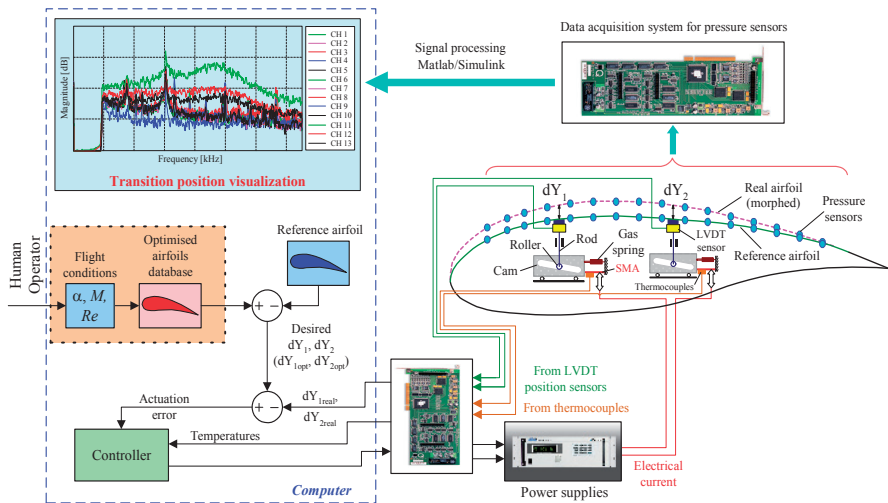 Magnitude [dB]
CH 1
CH 2
CH 3
CH 4
CH 5
CH 6
CH 7
CH 8
CH 9
CH 10
CH 11
CH 12
CH 13
Frequency [kHz]
Transition position visualization
Signal processing
Matlab/Simulink
Data acquisition system for pressure sensors
Human
Operator
Flight
conditions
α, M,
Re
Optimised
airfoils
database
Reference airfoil
Desired
dY1, dY2
(dY1opt, dY2opt)
Actuation
error
dY1real,
dY2real
Temperatures
Controller
Computer
dY1
dY2
Real airfoil
(morphed)
Pressure
sensors
Reference airfoil
LVDT
sensor
Gas
spring
Rod
Roller
Cam
SMA
Thermocouples
From LVDT
position sensors
From thermocouples
Electrical
current
Power supplies